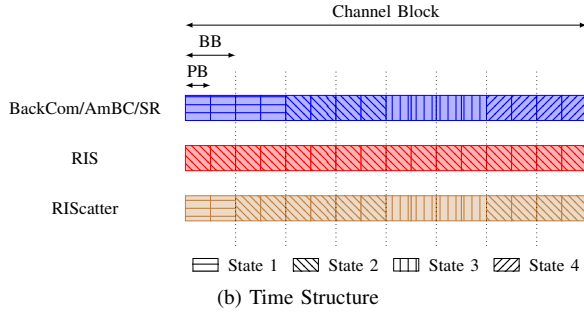 Channel Block
BB
PB
BackCom/AmBC/SR
RIS
RIScatter
State 1 State 2 State 3 State 4
(b) Time Structure